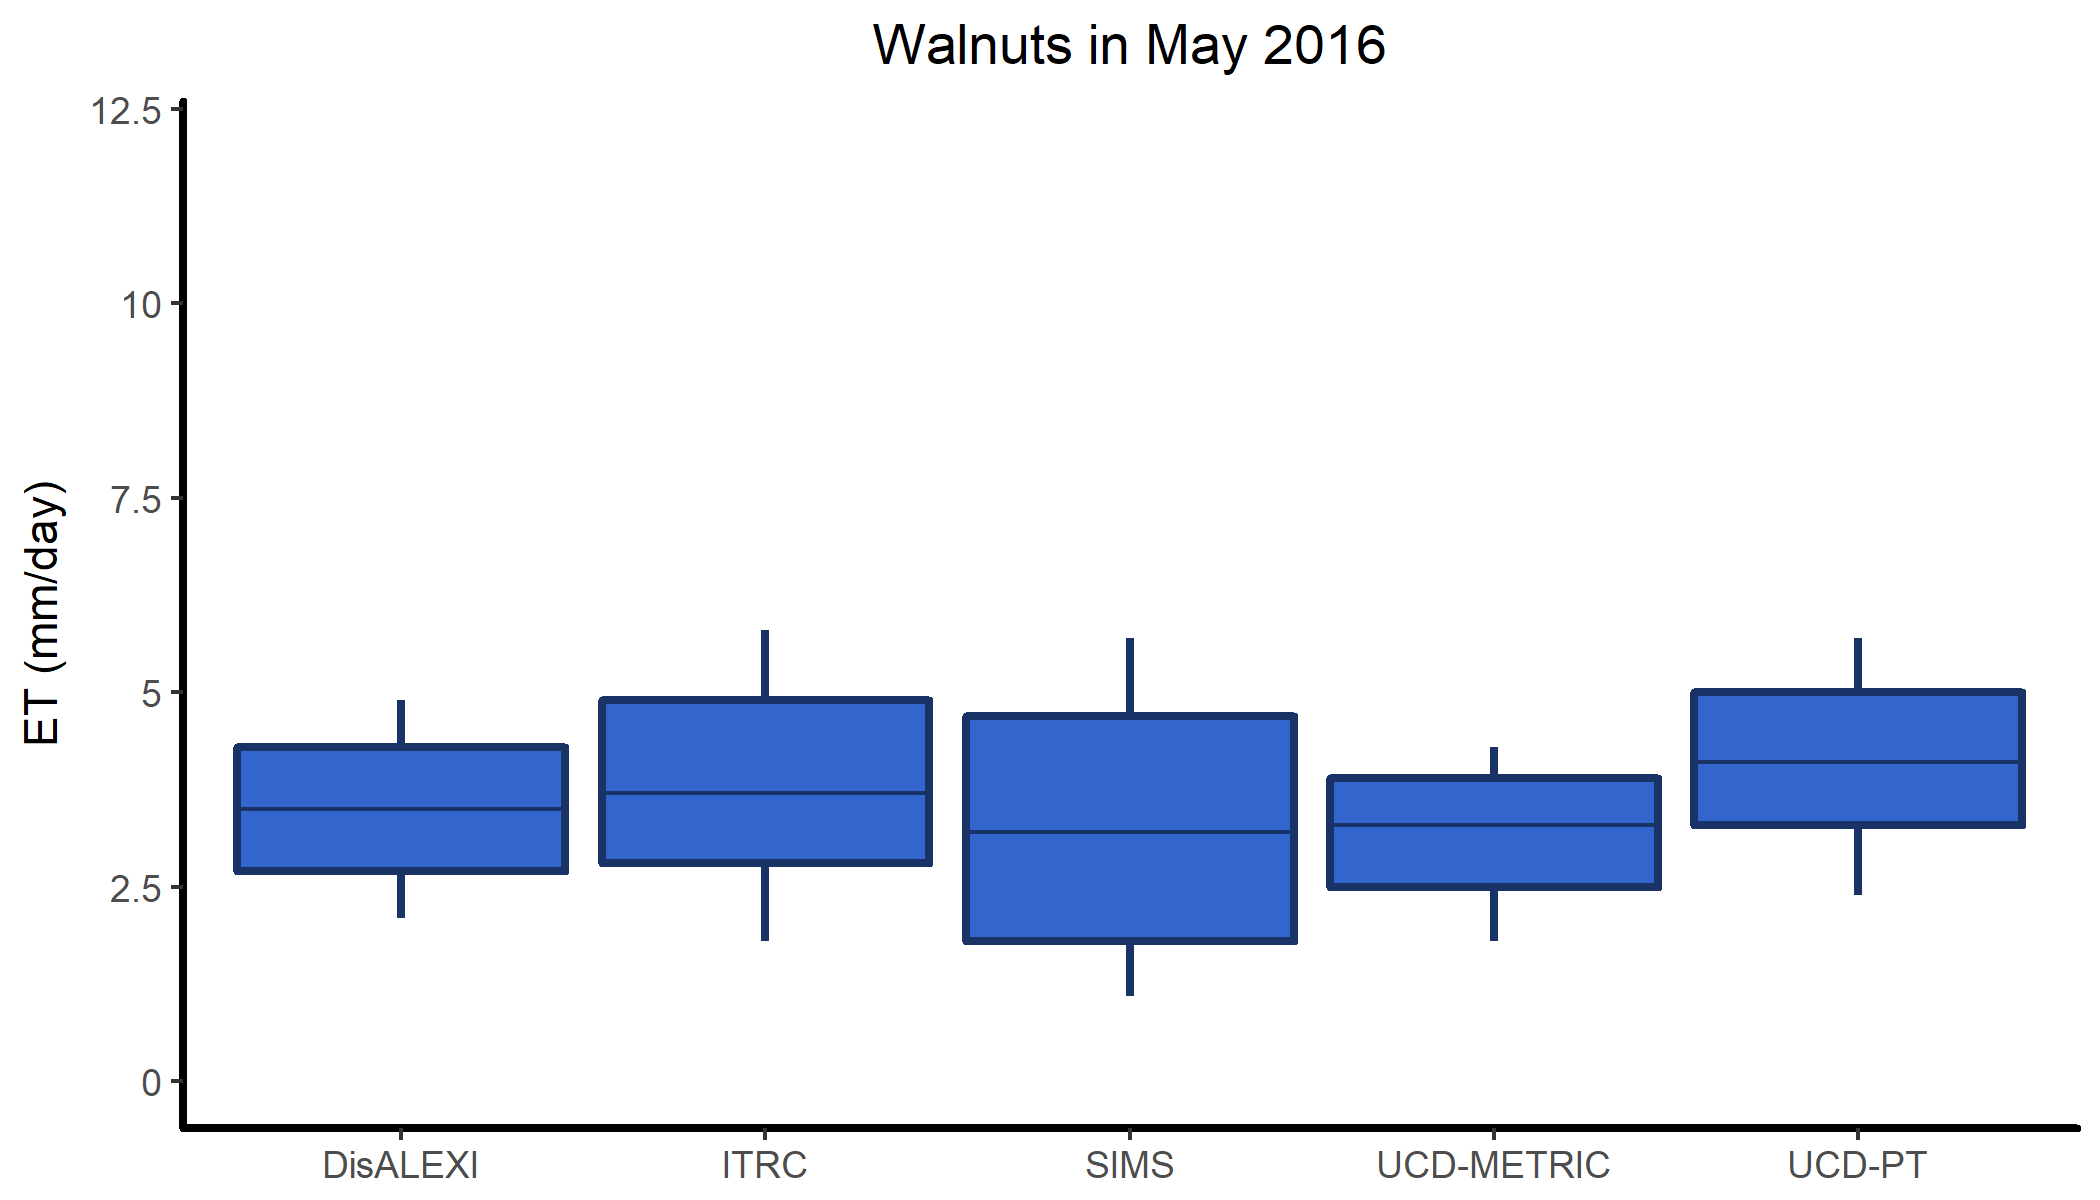 Walnuts in May 2016
ET (mm/day)
12.5
10
7.5
5
2.5
0
DisALEXI ITRC SIMS UCD-METRIC UCD-PT